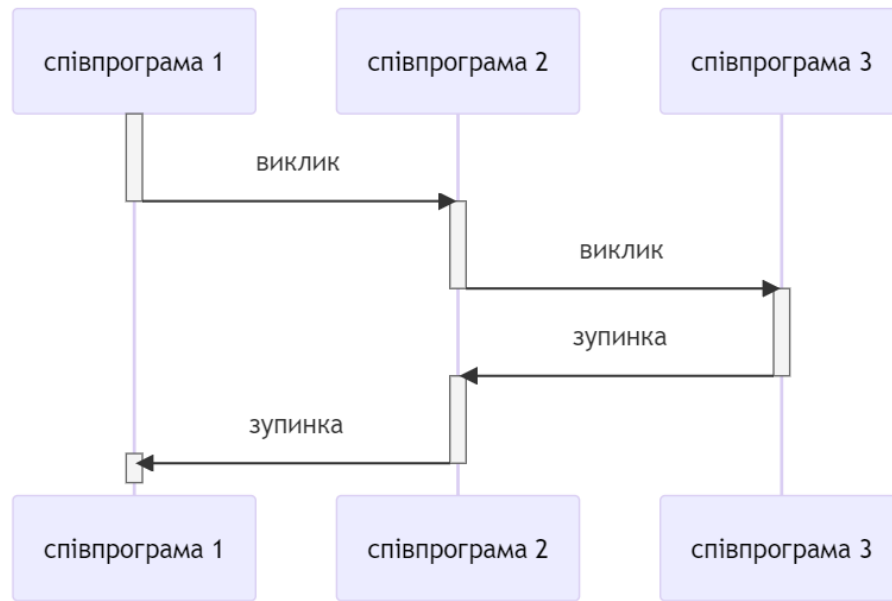 співпрограма 1
співпрограма 2
співпрограма 3
виклик
виклик
зупинка
зупинка
співпрограма 1
співпрограма 2
співпрограма 3